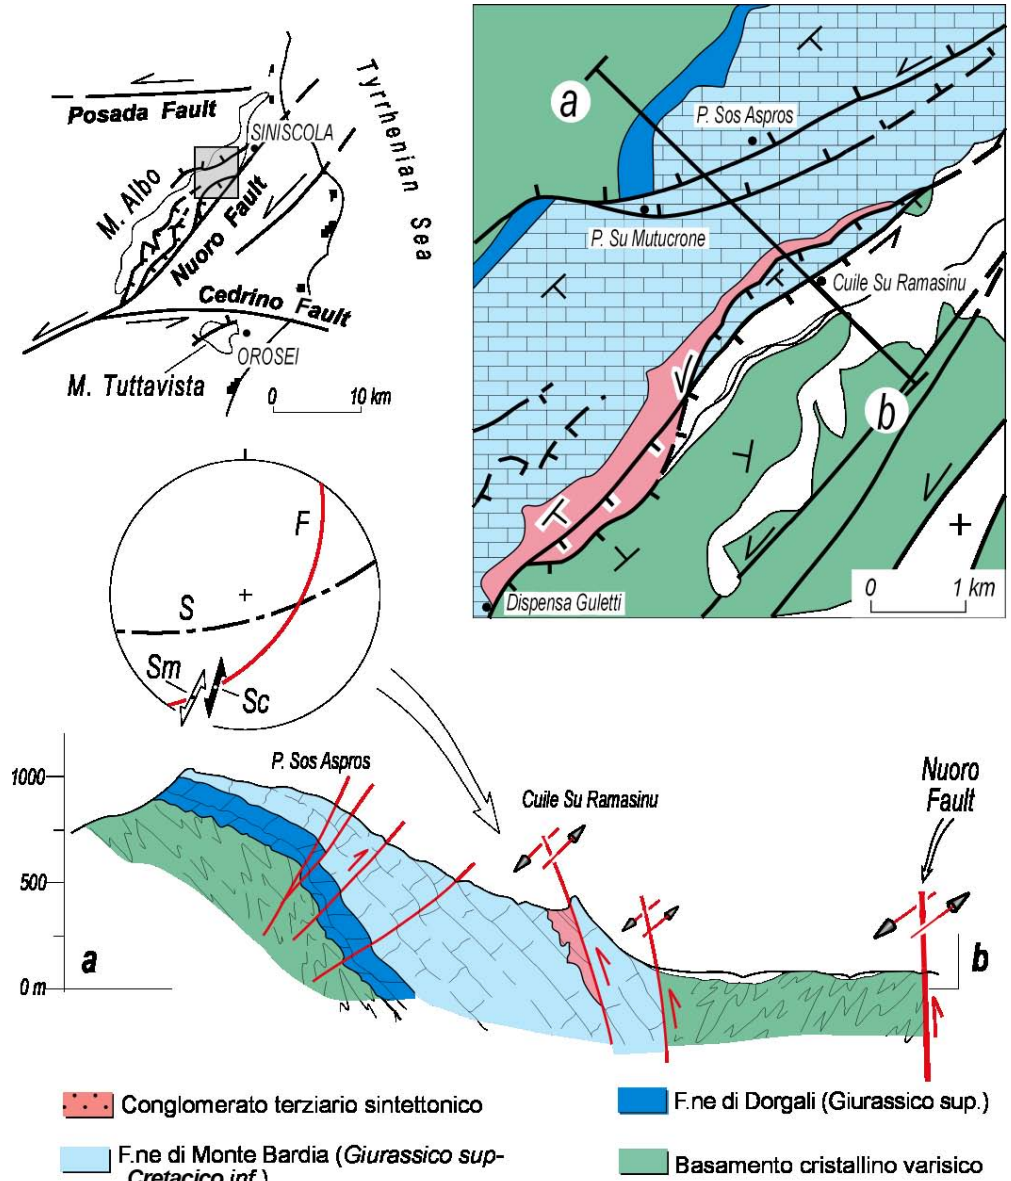 Posada Fault
SINISCOLA
Tyrrhenian Sea
M. Albo
Nuoro Fault
Cedrino Fault
OROSEI
M. Tuttavista
0 10 km
a
P. Sos Aspros
P. Su Mutucrone
Cuile Su Ramasinu
b
Dispensa Guletti
0 1 km
F
S
Sm
Sc
P. Sos Aspros
1000
Cuile Su Ramasinu
Nuoro
Fault
500
a
b
0 m
Conglomerato terziario sintettonico
F.ne di Dorgali (Giurassico sup.)
F.ne di Monte Bardia (Giurassico sup-
Cretacico inf.)
Basamento cristallino varisico